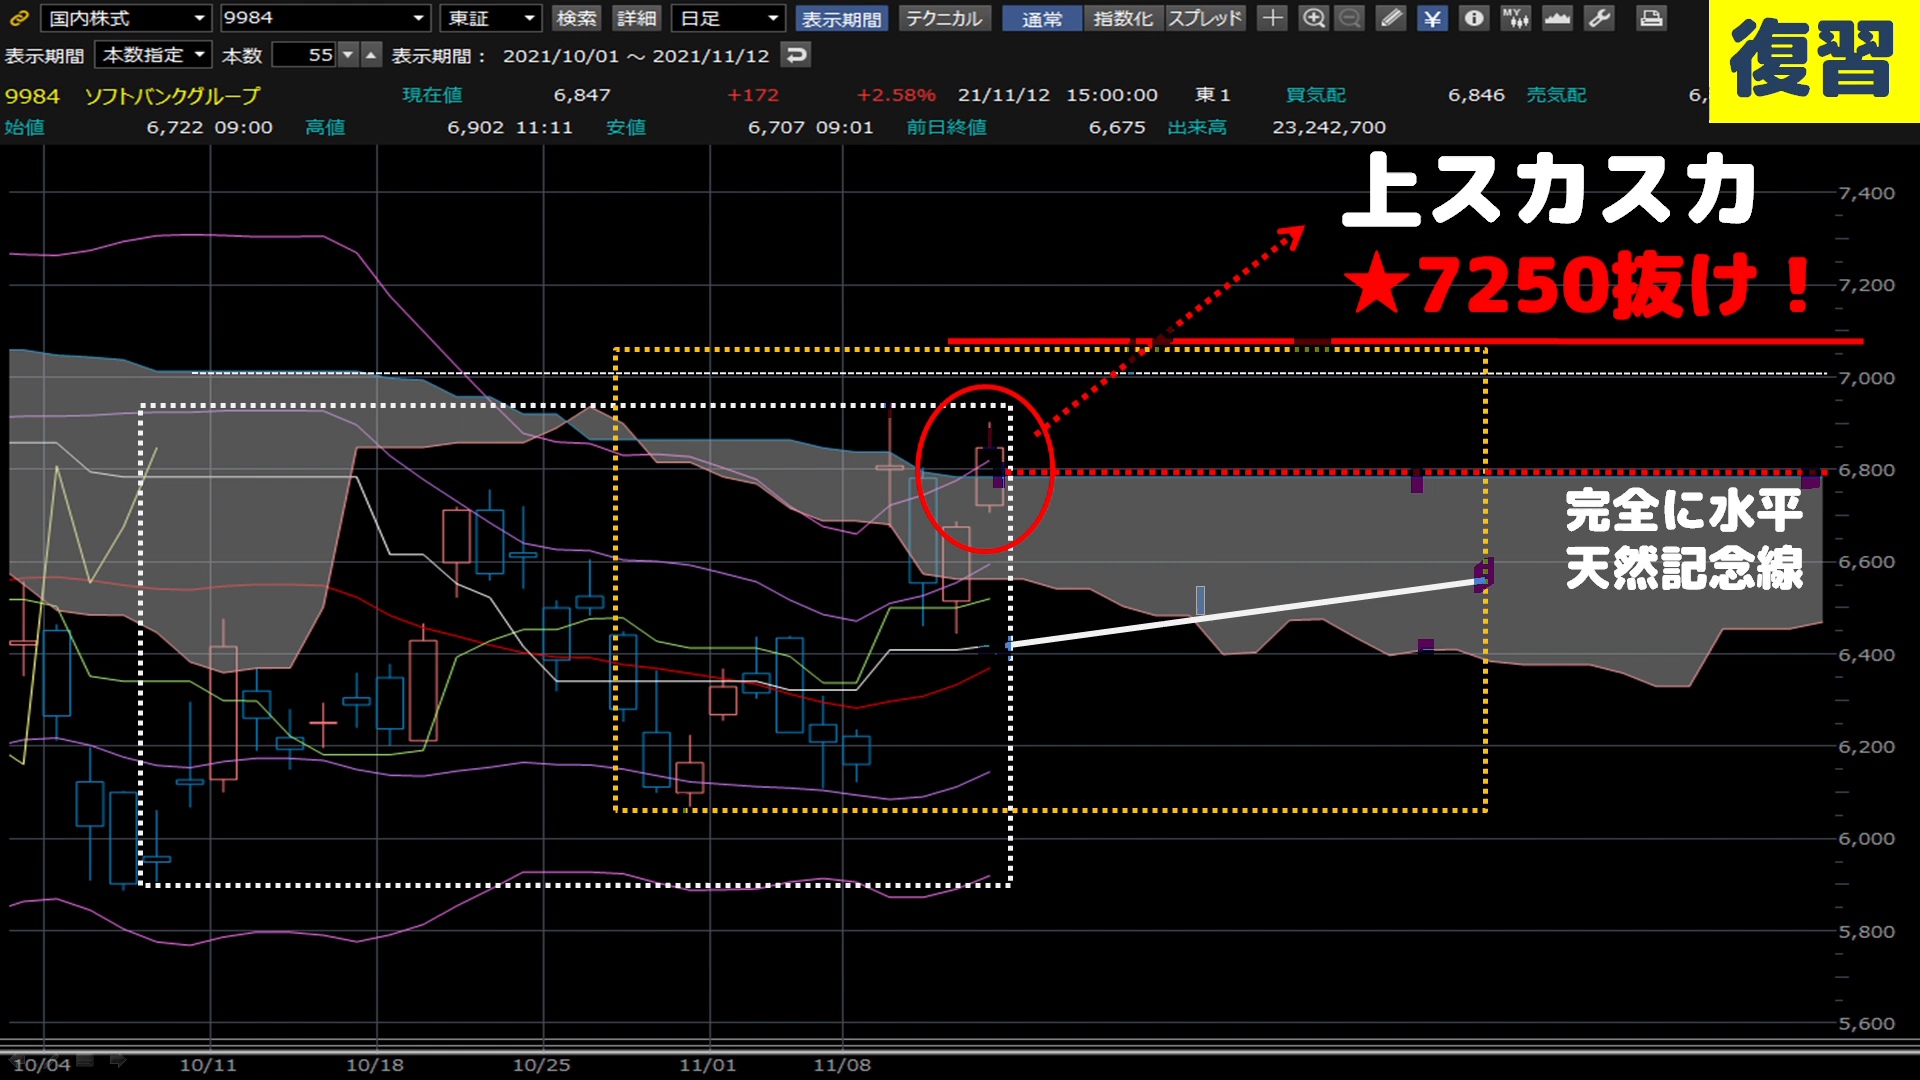 国内株式 9984 東証 検索 詳細 日足 表示期間 テクニカル 通常 指数化 スプレッド ¥ MY
表示期間 本数指定 本数 55 表示期間： 2021/10/01 ～ 2021/11/12
復習
9984 ソフトバンクグループ 現在値 6,847 +172 +2.58% 21/11/12 15:00:00 東1 買気配 6,846 売気配
始値 6,722 09:00 高値 6,902 11:11 安値 6,707 09:01 前日終値 6,675 出来高 23,242,700
上スカスカ
★7250抜け！
完全に水平
天然記念線
7,400
7,200
7,000
6,800
6,600
6,400
6,200
6,000
5,800
5,600
10/04 10/11 10/18 10/25 11/01 11/08